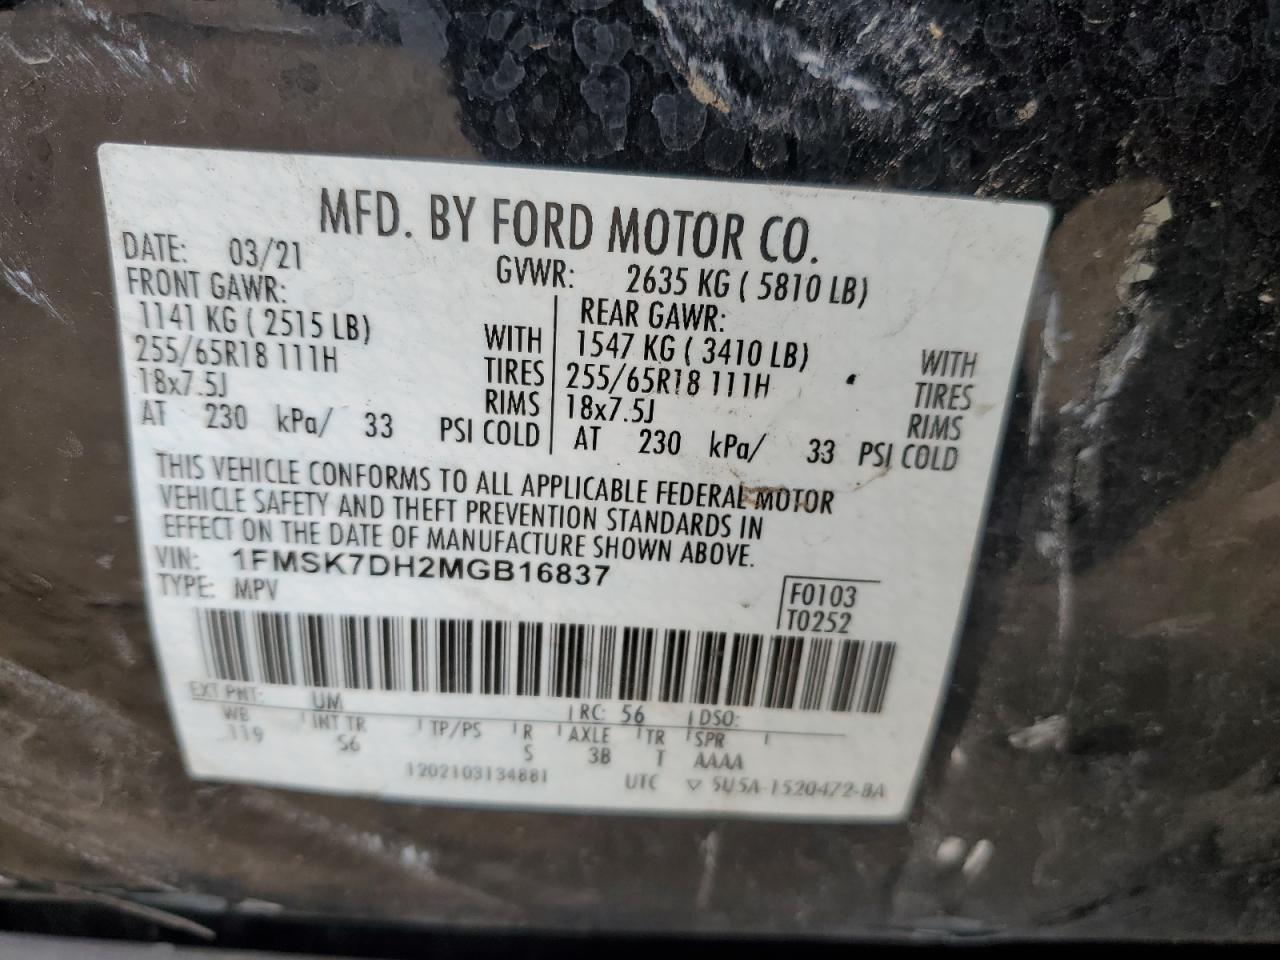 MFD. BY FORD MOTOR CO.
DATE: 03/21 GVWR: 2635 KG ( 5810 LB)
FRONT GAWR: REAR GAWR:
1141 KG ( 2515 LB) WITH 1547 KG ( 3410 LB) WITH
255/65R18 111H TIRES 255/65R18 111H TIRES
18x7.5J RIMS 18x7.5J RIMS
AT 230 kPa/ 33 PSI COLD AT 230 kPa/ 33 PSI COLD
THIS VEHICLE CONFORMS TO ALL APPLICABLE FEDERAL MOTOR
VEHICLE SAFETY AND THEFT PREVENTION STANDARDS IN
EFFECT ON THE DATE OF MANUFACTURE SHOWN ABOVE.
VIN: 1FMSK7DH2MGB16837
TYPE: MPV
F0103
T0252
EXT PNT: UM RC: 56 DSO:
WB INT TR TP/PS R AXLE TR SPR
119 S6 S 3B T AAAA
1202103134881 UTC ▽ 5U5A-1520472-BA